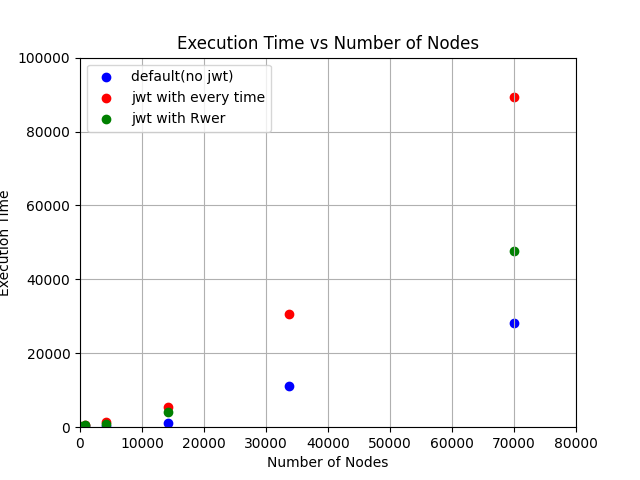 Execution Time vs Number of Nodes
100000
80000
60000
40000
20000
0
Execution Time
default(no jwt)
jwt with every time
jwt with Rwer
0 10000 20000 30000 40000 50000 60000 70000 80000
Number of Nodes